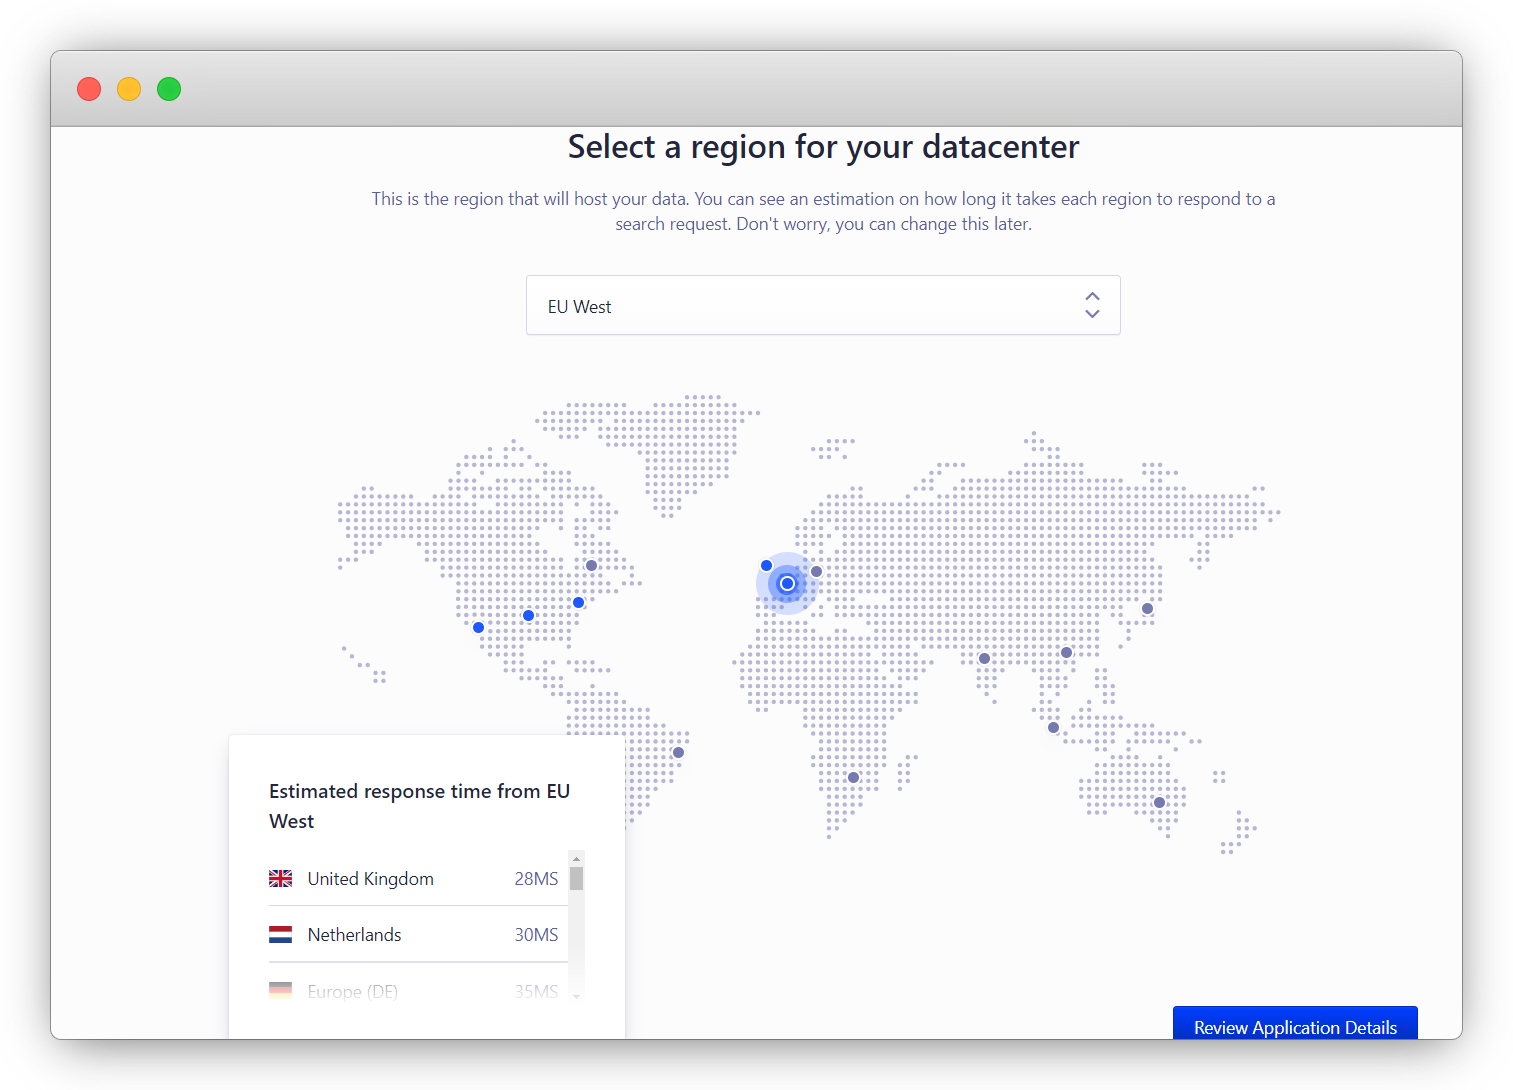 Select a region for your datacenter
This is the region that will host your data. You can see an estimation on how long it takes each region to respond to a
search request. Don't worry, you can change this later.
EU West
Estimated response time from EU
West
United Kingdom 28MS
Netherlands 30MS
Europe (DE) 35MS
Review Application Details